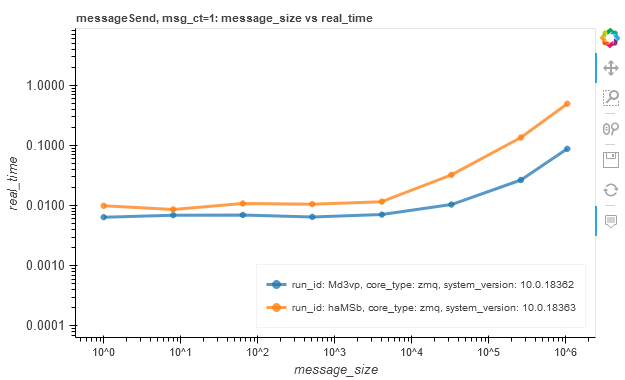 messageSend, msg_ct=1: message_size vs real_time
1.0000
0.1000
0.0100
0.0010
0.0001
real_time
run_id: Md3vp, core_type: zmq, system_version: 10.0.18362
run_id: haMSb, core_type: zmq, system_version: 10.0.18363
10^0 10^1 10^2 10^3 10^4 10^5 10^6
message_size